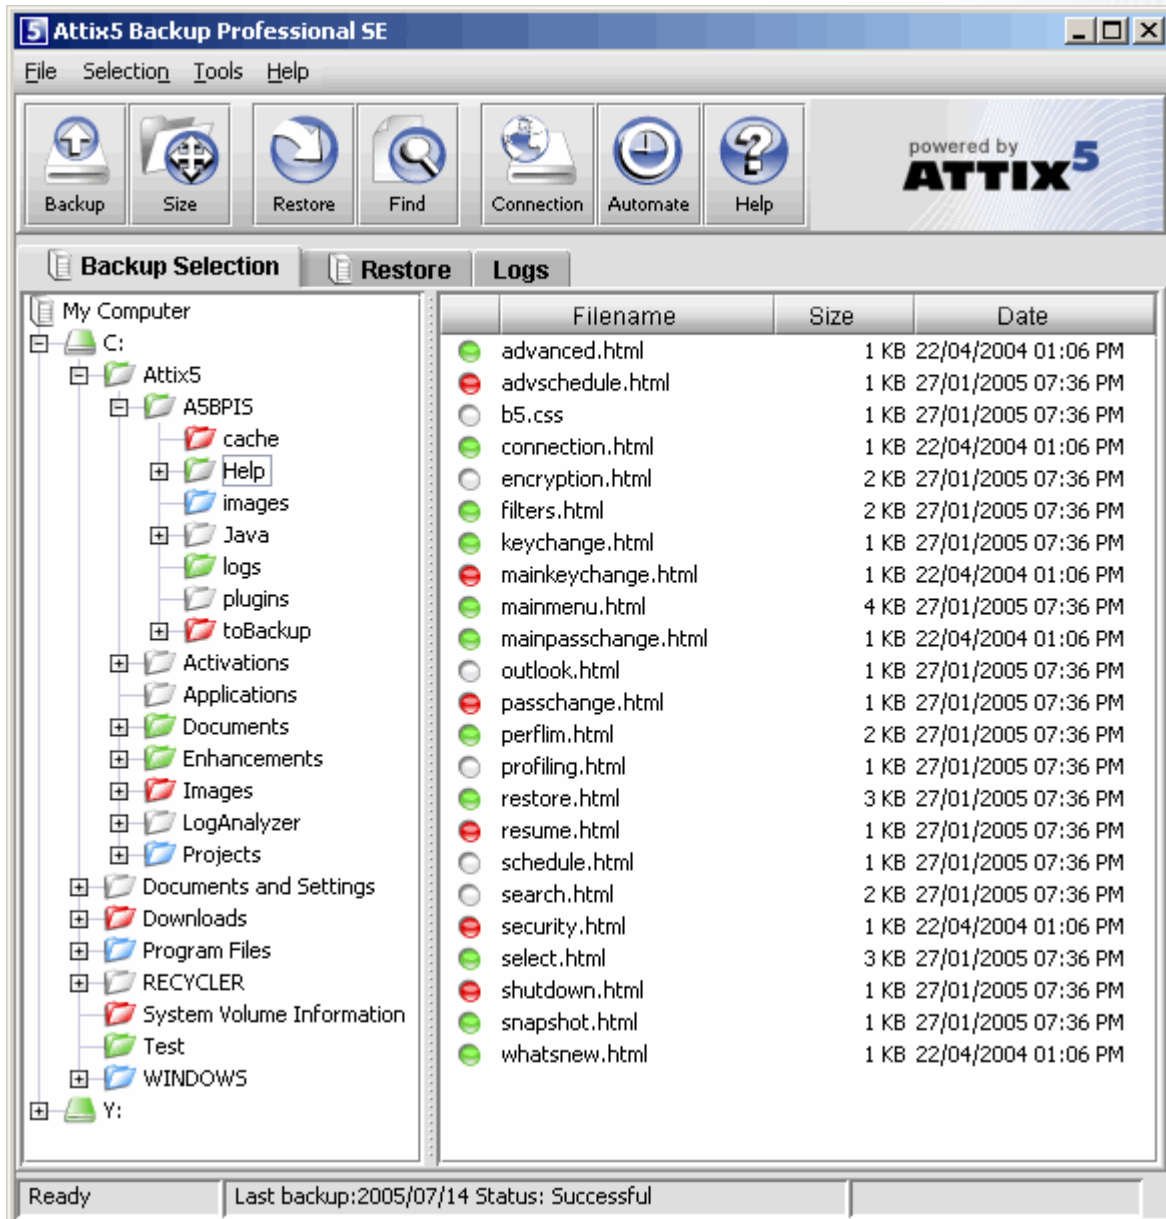 5 Attix5 Backup Professional SE
File Selection Tools Help
Backup Size Restore Find Connection Automate Help
powered by
ATTIX5
Backup Selection Restore Logs
My Computer
C:
Attix5
A5BPIS
cache
Help
images
Java
logs
plugins
toBackup
Activations
Applications
Documents
Enhancements
Images
LogAnalyzer
Projects
Documents and Settings
Downloads
Program Files
RECYCLER
System Volume Information
Test
WINDOWS
Y:
Filename Size Date
advanced.html 1 KB 22/04/2004 01:06 PM
advschedule.html 1 KB 27/01/2005 07:36 PM
b5.css 1 KB 27/01/2005 07:36 PM
connection.html 1 KB 22/04/2004 01:06 PM
encryption.html 2 KB 27/01/2005 07:36 PM
filters.html 2 KB 27/01/2005 07:36 PM
keychange.html 1 KB 27/01/2005 07:36 PM
mainkeychange.html 1 KB 22/04/2004 01:06 PM
mainmenu.html 4 KB 27/01/2005 07:36 PM
mainpasschange.html 1 KB 22/04/2004 01:06 PM
outlook.html 1 KB 27/01/2005 07:36 PM
passchange.html 1 KB 27/01/2005 07:36 PM
perflim.html 2 KB 27/01/2005 07:36 PM
profiling.html 1 KB 27/01/2005 07:36 PM
restore.html 3 KB 27/01/2005 07:36 PM
resume.html 1 KB 27/01/2005 07:36 PM
schedule.html 1 KB 27/01/2005 07:36 PM
search.html 2 KB 27/01/2005 07:36 PM
security.html 1 KB 22/04/2004 01:06 PM
select.html 3 KB 27/01/2005 07:36 PM
shutdown.html 1 KB 27/01/2005 07:36 PM
snapshot.html 1 KB 27/01/2005 07:36 PM
whatsnew.html 1 KB 22/04/2004 01:06 PM
Ready Last backup:2005/07/14 Status: Successful